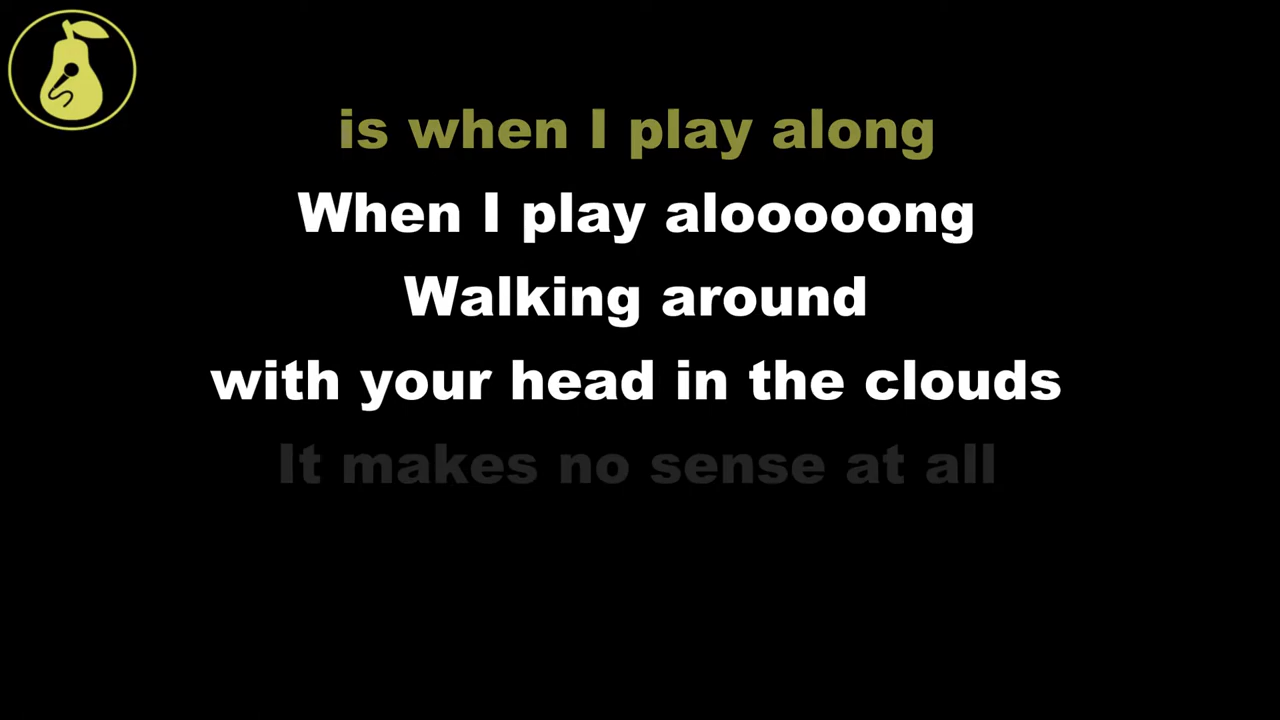 is when I play along
When I play alooooong
Walking around
with your head in the clouds
It makes no sense at all